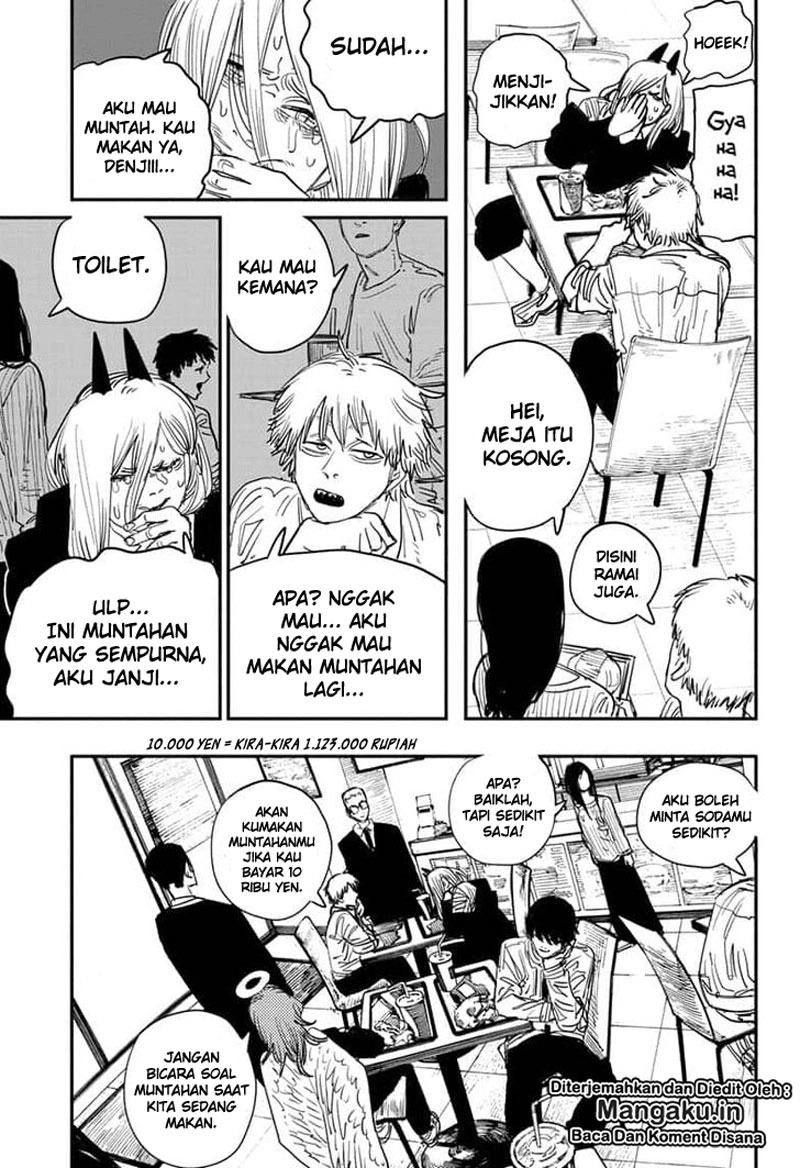 HOEEK!
MENJI-
JIKKAN!
Gya
HA
HA
HA!
SUDAH...
AKU MAU
MUNTAH. KAU
MAKAN YA,
DENJIII...
HEI,
MEJA ITU
KOSONG.
DISINI
RAMAI
JUGA.
KAU MAU
KEMANA?
APA? NGGAK
MAU... AKU
NGGAK MAU
MAKAN MUNTAHAN
LAGI...
TOILET.
ULP...
INI MUNTAHAN
YANG SEMPURNA,
AKU JANJI...
10.000 YEN = KIRA-KIRA 1.123.000 RUPIAH
AKU BOLEH
MINTA SODAMU
SEDIKIT?
APA?
BAIKLAH,
TAPI SEDIKIT
SAJA!
AKAN
KUMAKAN
MUNTAHANMU
JIKA KAU
BAYAR 10
RIBU YEN.
JANGAN
BICARA SOAL
MUNTAHAN SAAT
KITA SEDANG
MAKAN.
Diterjemahkan dan Diedit Oleh :
Mangaku.in
Baca Dan Koment Disana